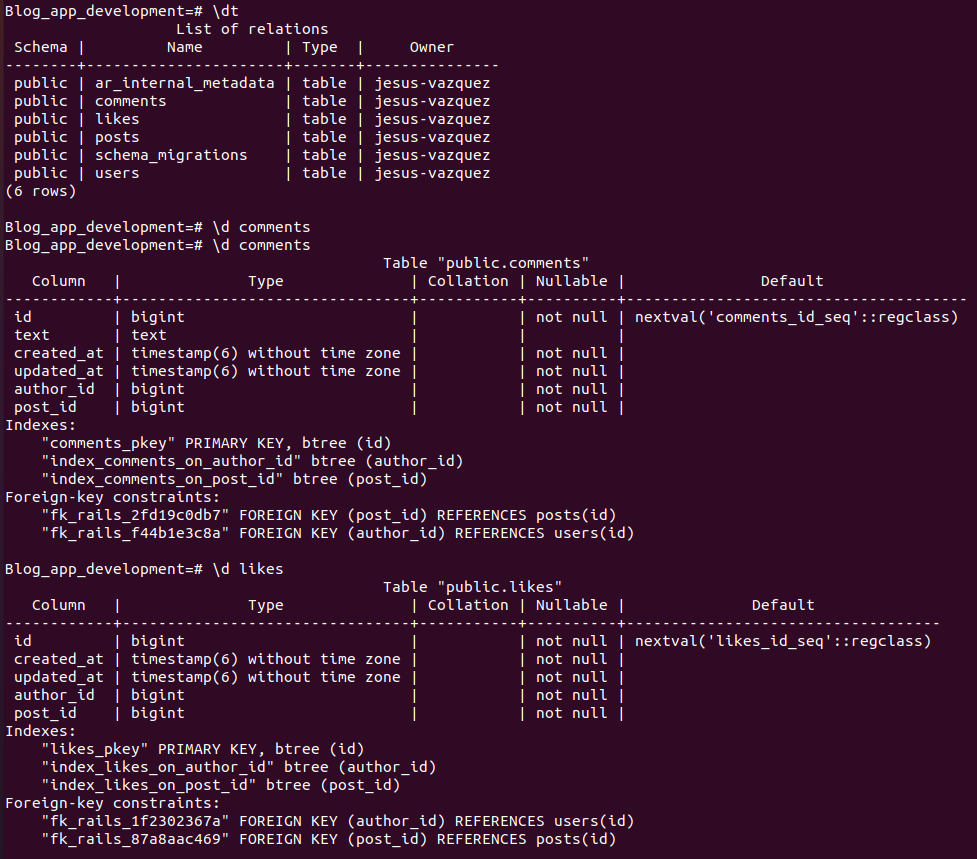 Blog_app_development=# \dt
                   List of relations
 Schema |         Name         | Type  |     Owner
--------+----------------------+-------+---------------
 public | ar_internal_metadata | table | jesus-vazquez
 public | comments             | table | jesus-vazquez
 public | likes                | table | jesus-vazquez
 public | posts                | table | jesus-vazquez
 public | schema_migrations    | table | jesus-vazquez
 public | users                | table | jesus-vazquez
(6 rows)

Blog_app_development=# \d comments
Blog_app_development=# \d comments
                                          Table "public.comments"
   Column   |              Type              | Collation | Nullable |               Default
------------+--------------------------------+-----------+----------+--------------------------------------
 id         | bigint                         |           | not null | nextval('comments_id_seq'::regclass)
 text       | text                           |           |          |
 created_at | timestamp(6) without time zone |           | not null |
 updated_at | timestamp(6) without time zone |           | not null |
 author_id  | bigint                         |           | not null |
 post_id    | bigint                         |           | not null |
Indexes:
    "comments_pkey" PRIMARY KEY, btree (id)
    "index_comments_on_author_id" btree (author_id)
    "index_comments_on_post_id" btree (post_id)
Foreign-key constraints:
    "fk_rails_2fd19c0db7" FOREIGN KEY (post_id) REFERENCES posts(id)
    "fk_rails_f44b1e3c8a" FOREIGN KEY (author_id) REFERENCES users(id)

Blog_app_development=# \d likes
                                          Table "public.likes"
   Column   |              Type              | Collation | Nullable |              Default
------------+--------------------------------+-----------+----------+-----------------------------------
 id         | bigint                         |           | not null | nextval('likes_id_seq'::regclass)
 created_at | timestamp(6) without time zone |           | not null |
 updated_at | timestamp(6) without time zone |           | not null |
 author_id  | bigint                         |           | not null |
 post_id    | bigint                         |           | not null |
Indexes:
    "likes_pkey" PRIMARY KEY, btree (id)
    "index_likes_on_author_id" btree (author_id)
    "index_likes_on_post_id" btree (post_id)
Foreign-key constraints:
    "fk_rails_1f2302367a" FOREIGN KEY (author_id) REFERENCES users(id)
    "fk_rails_87a8aac469" FOREIGN KEY (post_id) REFERENCES posts(id)